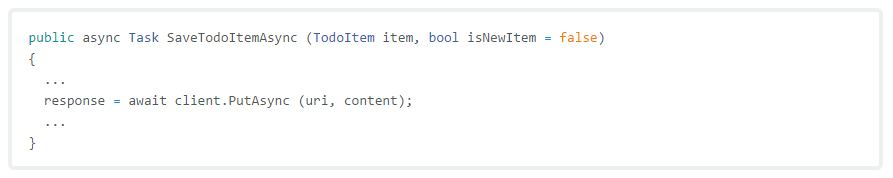 public async Task SaveTodoItemAsync (TodoItem item, bool isNewItem = false)
{
  ...
  response = await client.PutAsync (uri, content);
  ...
}